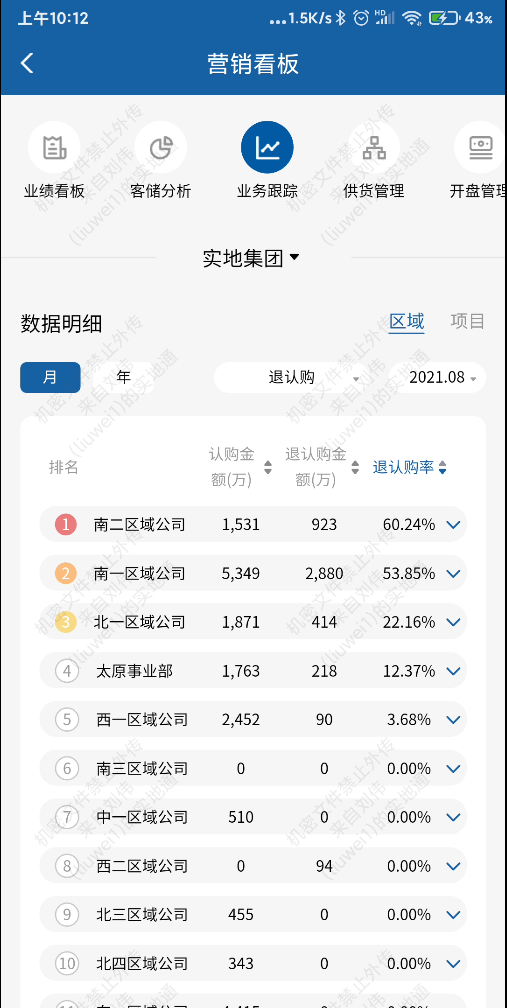 上午10:12
...1.5K/s HD 43%
营销看板
业绩看板 客储分析 业务跟踪 供货管理 开盘管理
实地集团
数据明细 区域 项目
月 年 退认购 2021.08
排名 认购金额(万) 退认购金额(万) 退认购率
1 南二区域公司 1,531 923 60.24%
2 南一区域公司 5,349 2,880 53.85%
3 北一区域公司 1,871 414 22.16%
4 太原事业部 1,763 218 12.37%
5 西一区域公司 2,452 90 3.68%
6 南三区域公司 0 0 0.00%
7 中一区域公司 510 0 0.00%
8 西二区域公司 0 94 0.00%
9 北三区域公司 455 0 0.00%
10 北四区域公司 343 0 0.00%
机密文件禁止外传
来自刘伟
(liuwei1)的实地通